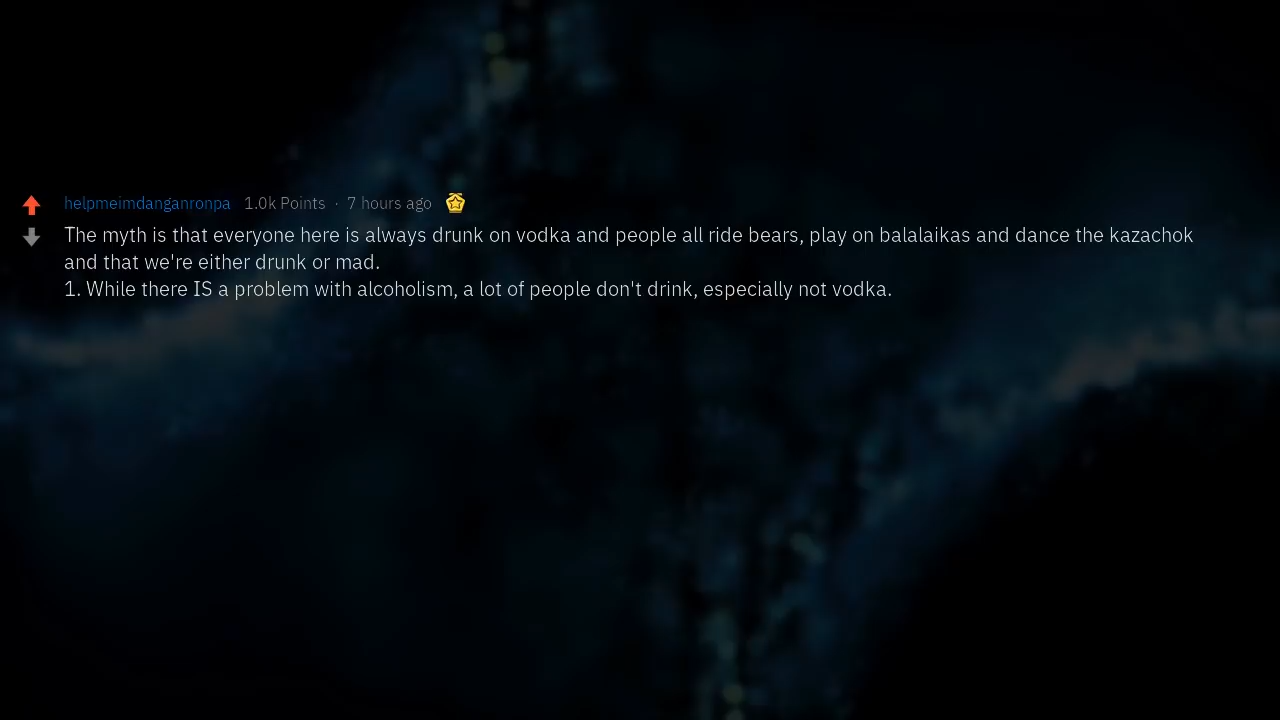 helpmeimdanganronpa 1.0k Points · 7 hours ago
The myth is that everyone here is always drunk on vodka and people all ride bears, play on balalaikas and dance the kazachok
and that we're either drunk or mad.
1. While there IS a problem with alcoholism, a lot of people don't drink, especially not vodka.